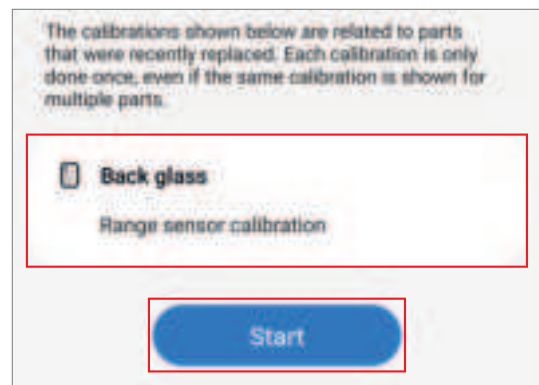 The calibrations shown below are related to parts
that were recently replaced. Each calibration is only
done once, even if the same calibration is shown for
multiple parts.
Back glass
Range sensor calibration
Start